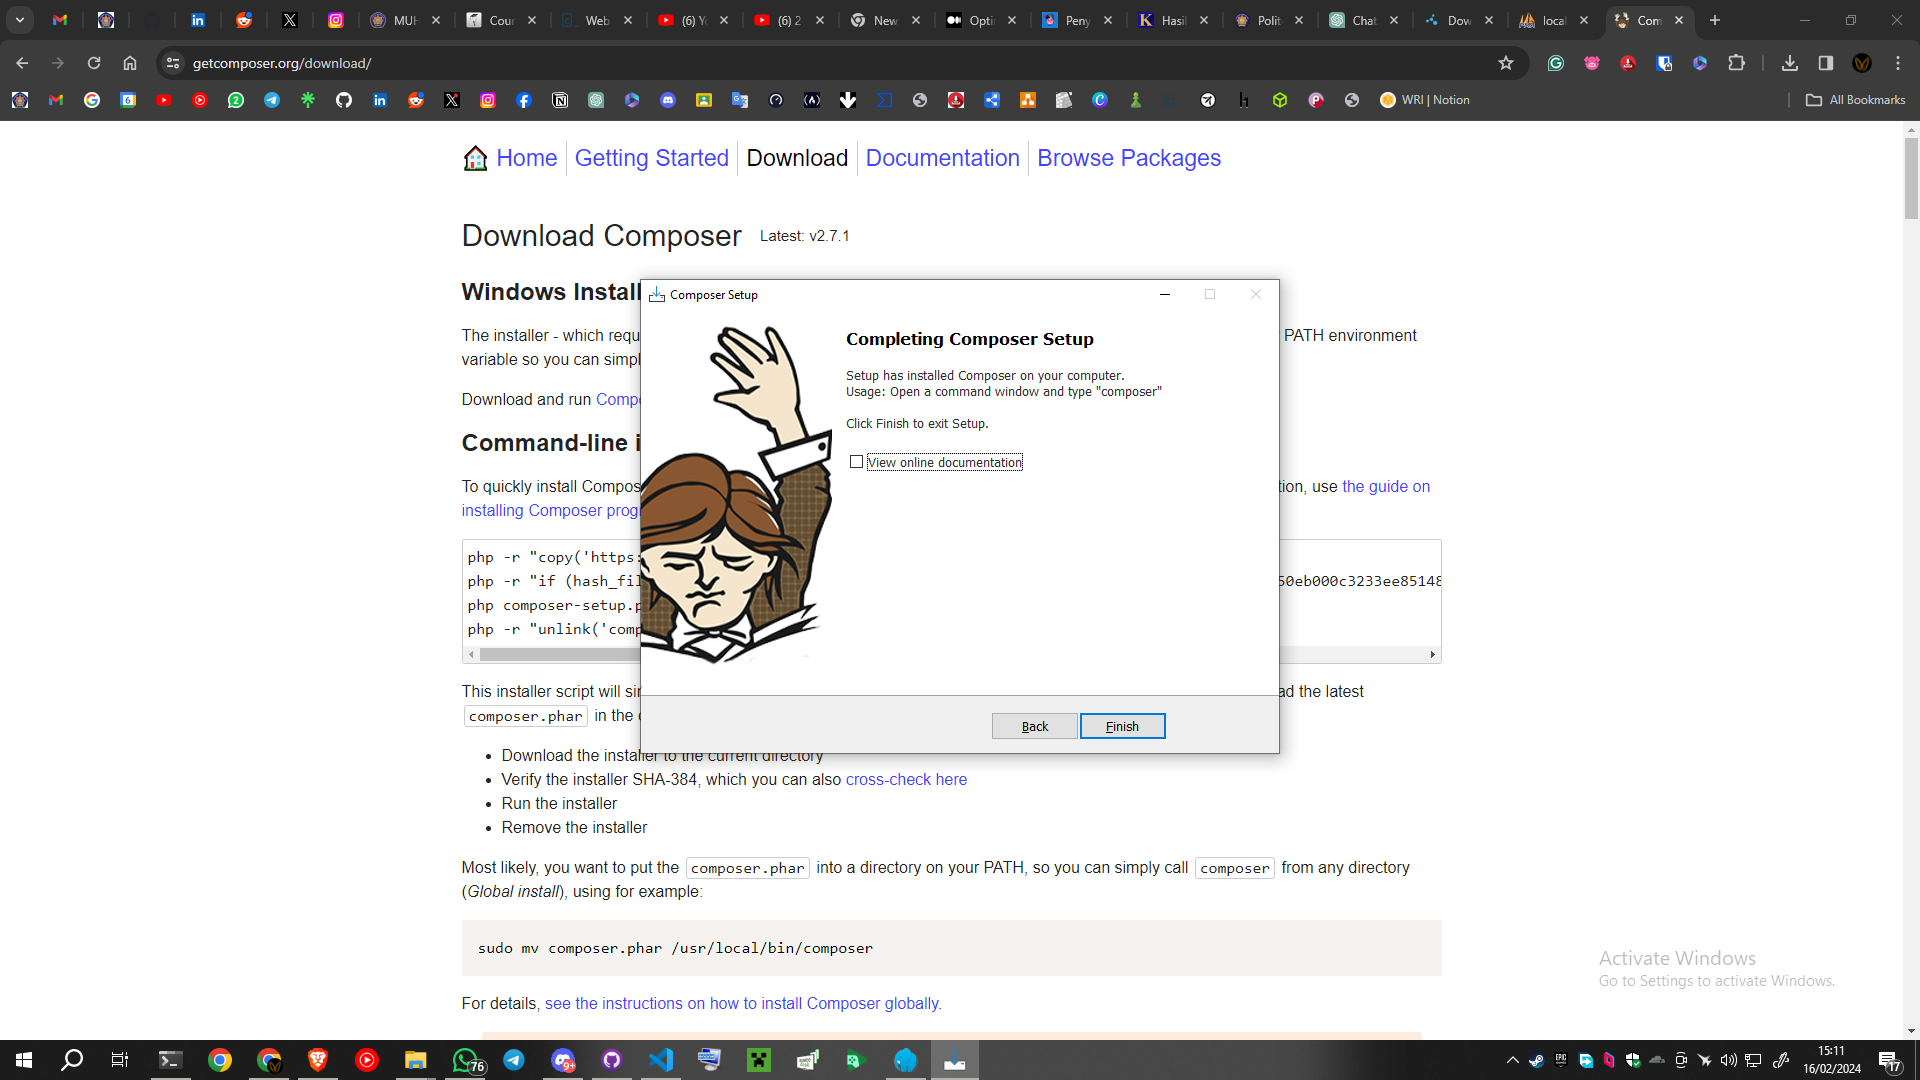 MUH
Cour
Web
(6) Y
(6) 2
New
Opti
Peny
Hasil
Polit
Chat
Dow
local
Com
getcomposer.org/download/
WRI | Notion
All Bookmarks
Home
Getting Started
Download
Documentation
Browse Packages
Download Composer Latest: v2.7.1
Windows Install
The installer - which requ
PATH environment
variable so you can simpl
Download and run Compo
Command-line i
To quickly install Compos
tion, use the guide on
installing Composer progr
php -r "copy('https:
php -r "if (hash_fil
50eb000c3233ee85148
php composer-setup.p
php -r "unlink('comp
This installer script will sim
ad the latest
composer.phar in the c
Download the installer to the current directory
Verify the installer SHA-384, which you can also cross-check here
Run the installer
Remove the installer
Most likely, you want to put the composer.phar into a directory on your PATH, so you can simply call composer from any directory
(Global install), using for example:
sudo mv composer.phar /usr/local/bin/composer
For details, see the instructions on how to install Composer globally.
Composer Setup
Completing Composer Setup
Setup has installed Composer on your computer.
Usage: Open a command window and type "composer"
Click Finish to exit Setup.
View online documentation
Back
Finish
Activate Windows
Go to Settings to activate Windows.
76
9+
15:11
16/02/2024
17